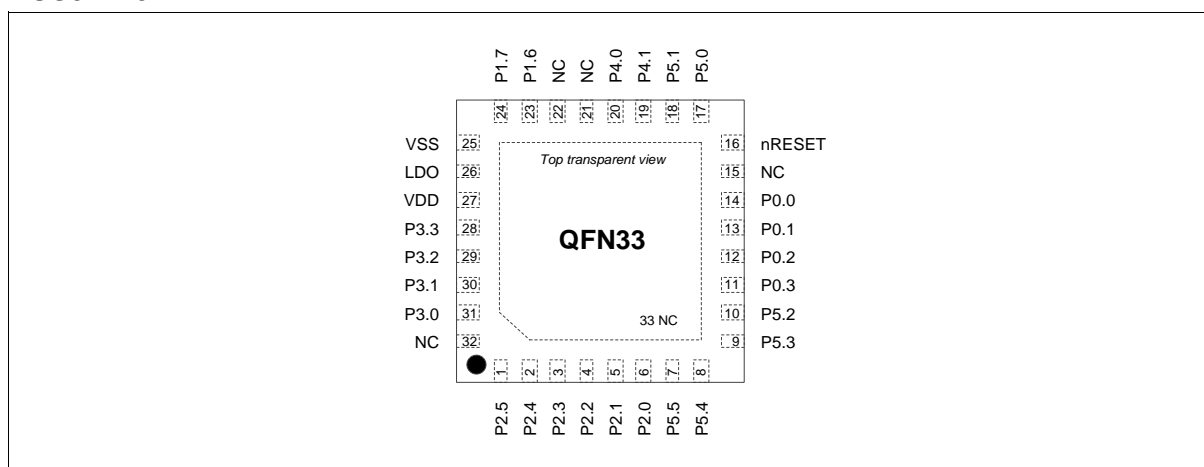 P1.7 P1.6 NC NC P4.0 P4.1 P5.1 P5.0
24 23 22 21 20 19 18 17
VSS 25 16 nRESET
Top transparent view
LDO 26 15 NC
VDD 27 14 P0.0
P3.3 28 13 P0.1
QFN33
P3.2 29 12 P0.2
P3.1 30 11 P0.3
P3.0 31 10 P5.2
33 NC
NC 32 9 P5.3
1 2 3 4 5 6 7 8
P2.5 P2.4 P2.3 P2.2 P2.1 P2.0 P5.5 P5.4